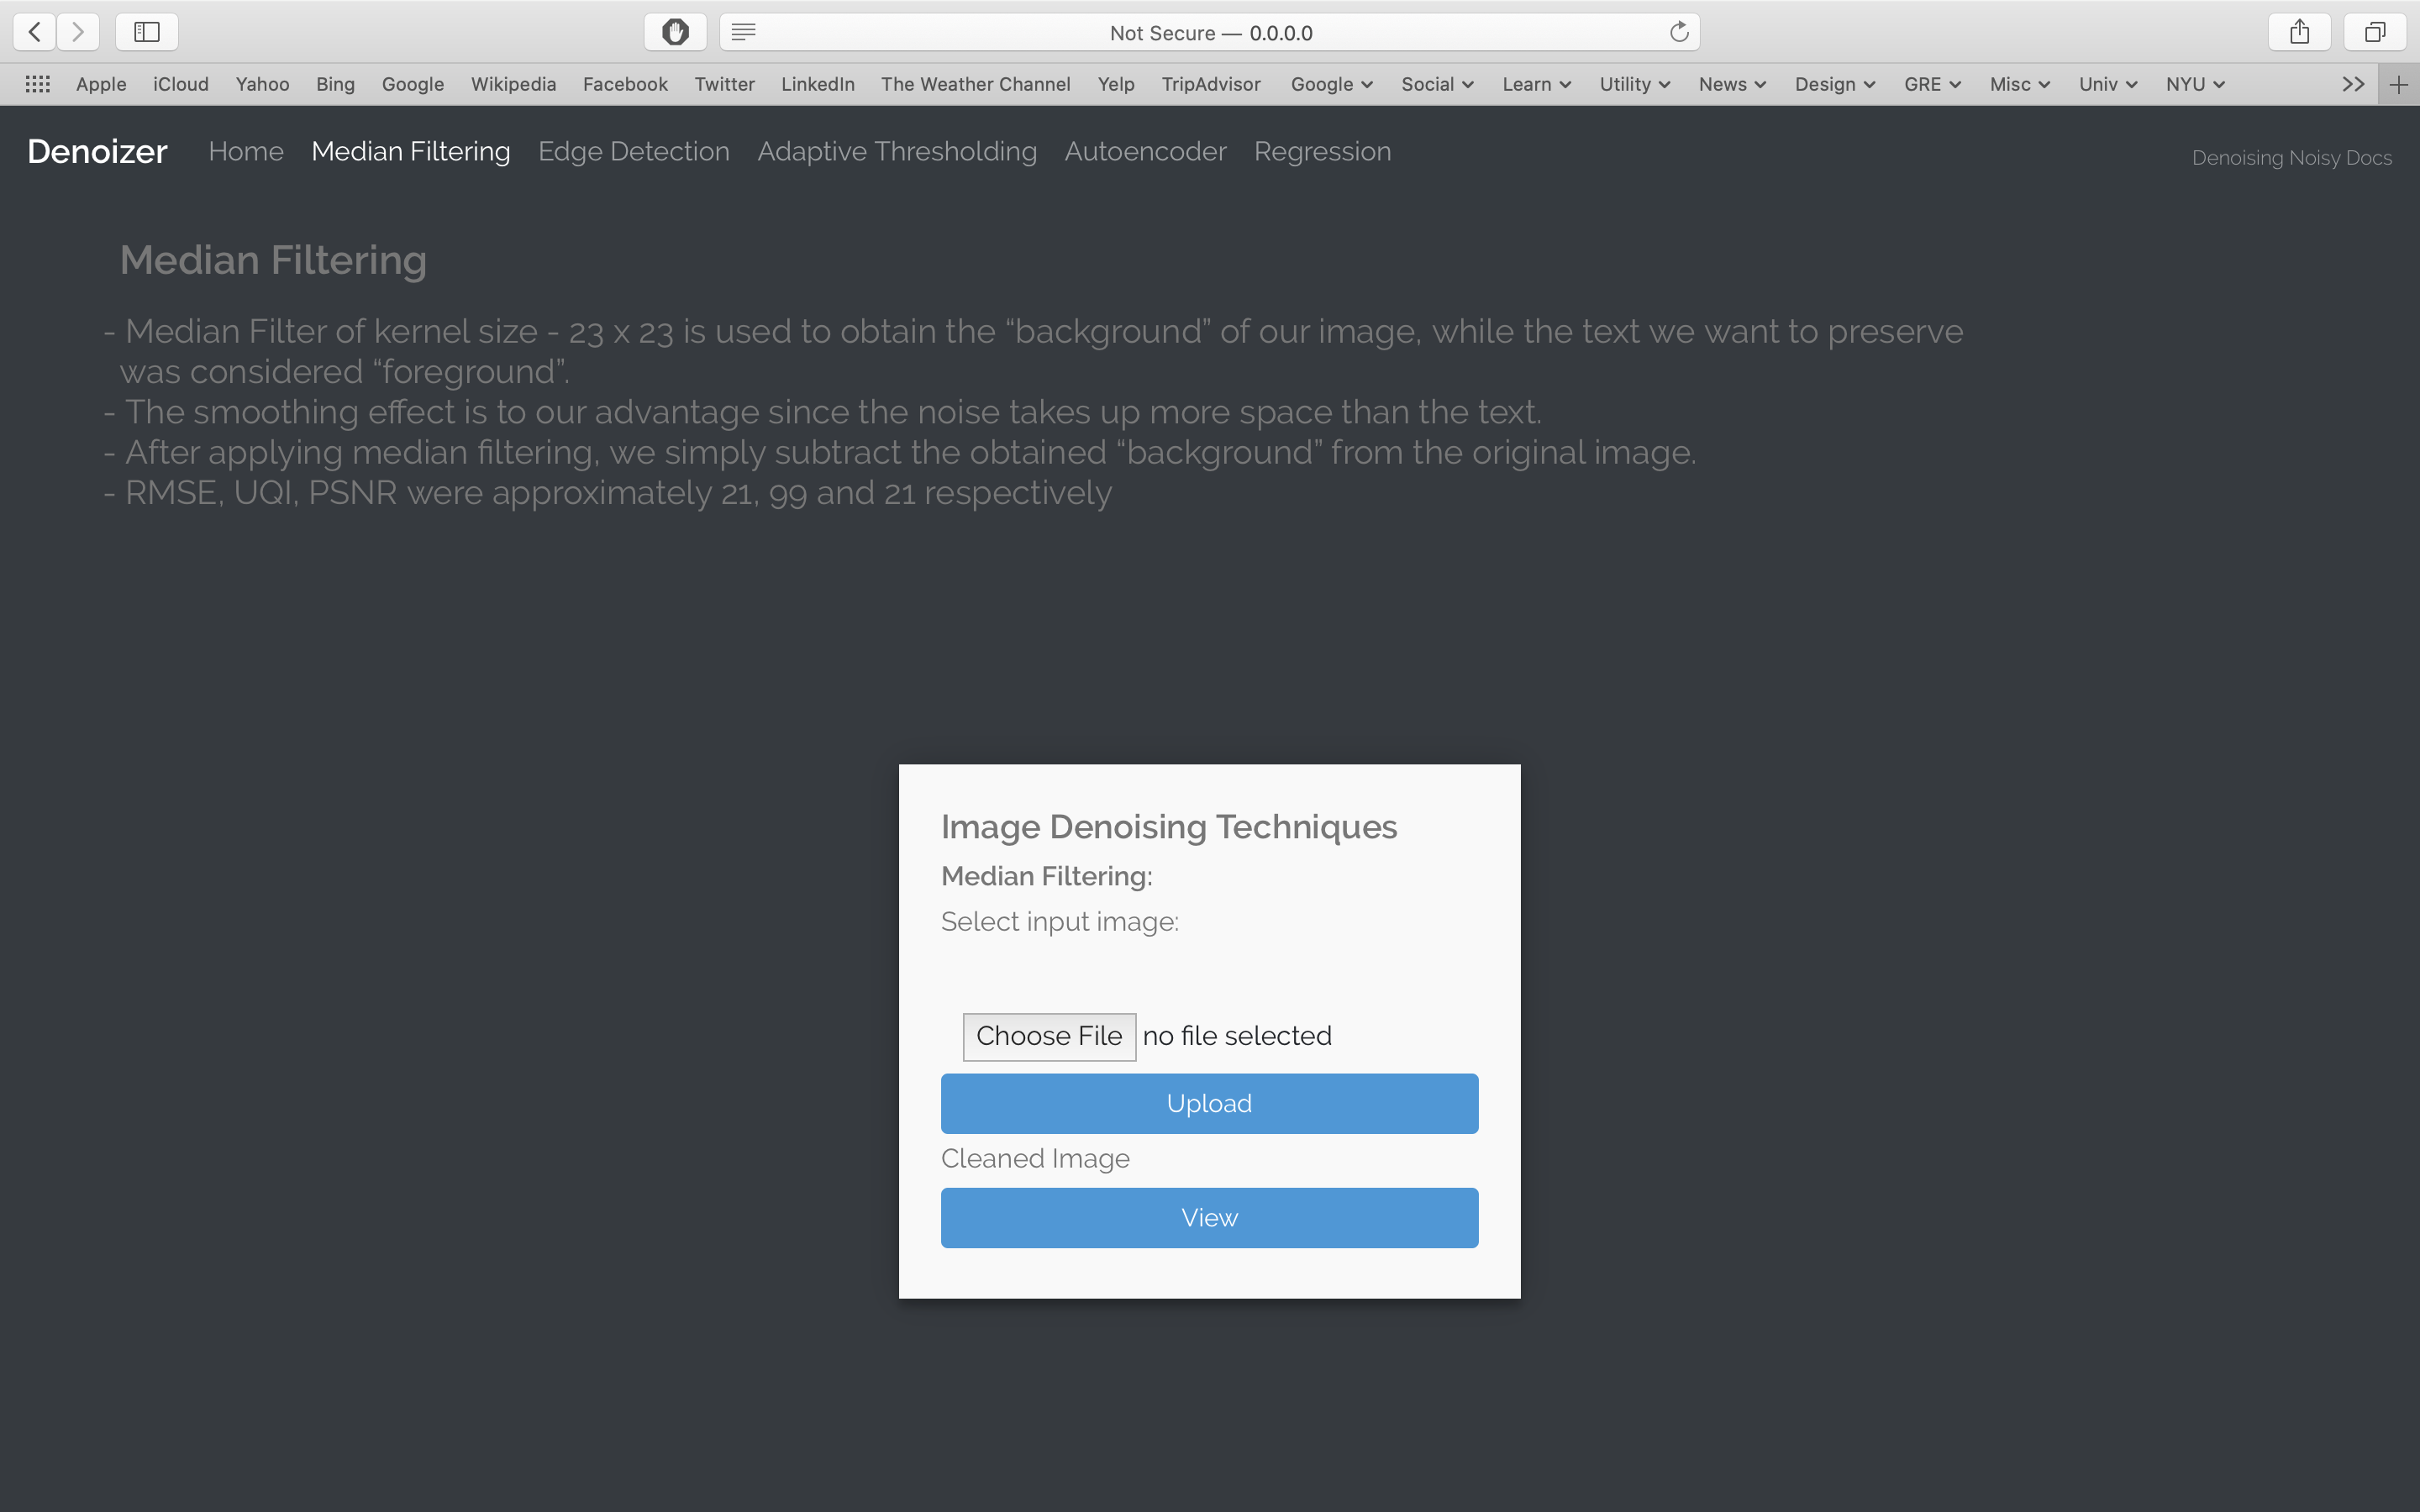 Not Secure — 0.0.0.0
Apple iCloud Yahoo Bing Google Wikipedia Facebook Twitter LinkedIn The Weather Channel Yelp TripAdvisor Google Social Learn Utility News Design GRE Misc Univ NYU
Denoizer Home Median Filtering Edge Detection Adaptive Thresholding Autoencoder Regression Denoising Noisy Docs
Median Filtering
- Median Filter of kernel size - 23 x 23 is used to obtain the “background” of our image, while the text we want to preserve
was considered “foreground”.
- The smoothing effect is to our advantage since the noise takes up more space than the text.
- After applying median filtering, we simply subtract the obtained “background” from the original image.
- RMSE, UQI, PSNR were approximately 21, 99 and 21 respectively
Image Denoising Techniques
Median Filtering:
Select input image:
Choose File no file selected
Upload
Cleaned Image
View